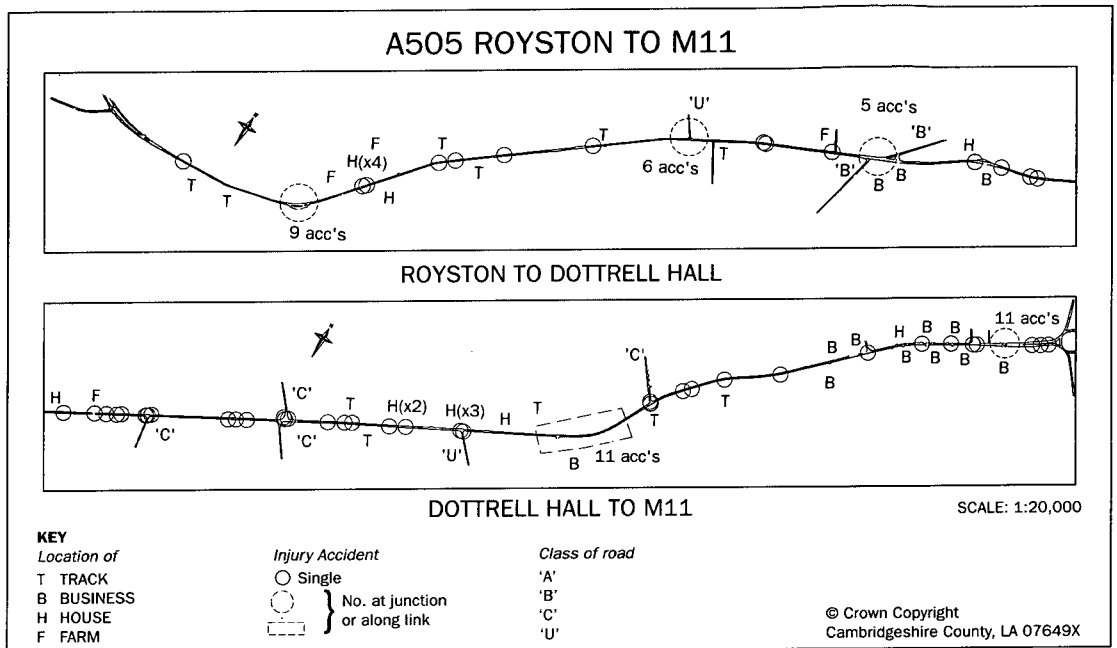 A505 ROYSTON TO M11
'U'
5 acc's
'B'
F
F
H(x4)
T
T
F
H
T
T
F
H
T
6 acc's
T
'B'
B
B
B
T
9 acc's
ROYSTON TO DOTTRELL HALL
11 acc's
'C'
B
B
H
B
B
B
B
B
B
B
H
F
'C'
T
H(x2)
H(x3)
H
T
T
'C'
'C'
T
'U'
T
B
11 acc's
DOTTRELL HALL TO M11
SCALE: 1:20,000
KEY
Location of
Injury Accident
Class of road
T TRACK
Single
'A'
B BUSINESS
No. at junction
'B'
H HOUSE
or along link
'C'
F FARM
'U'
© Crown Copyright
Cambridgeshire County, LA 07649X